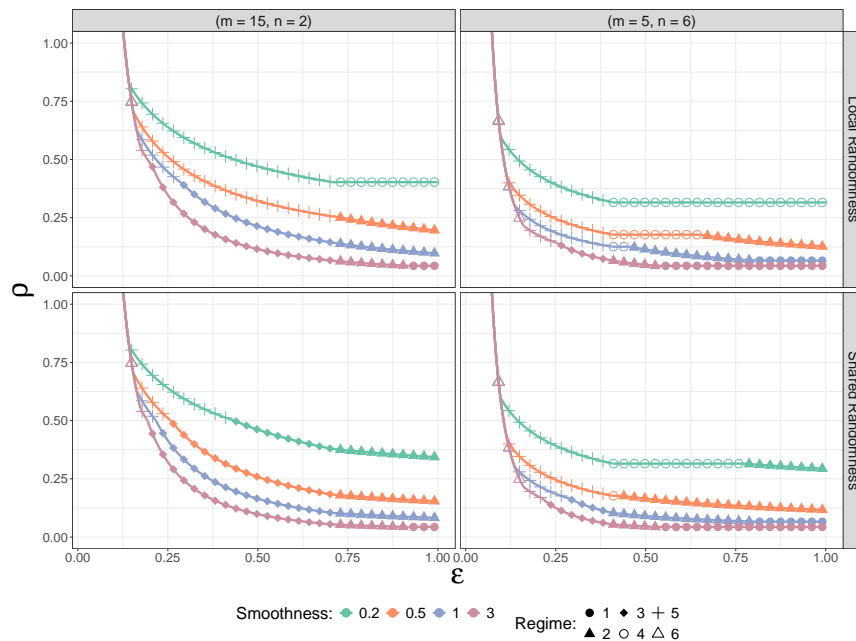 (m = 15, n = 2)
(m = 5, n = 6)
1.00
0.75
0.50
0.25
0.00
Local Randomness
ρ
1.00
0.75
0.50
0.25
0.00
Shared Randomness
0.00 0.25 0.50 0.75 1.00 0.00 0.25 0.50 0.75 1.00
ε
Smoothness: 0.2 0.5 1 3
Regime: 1 3 5
2 4 6